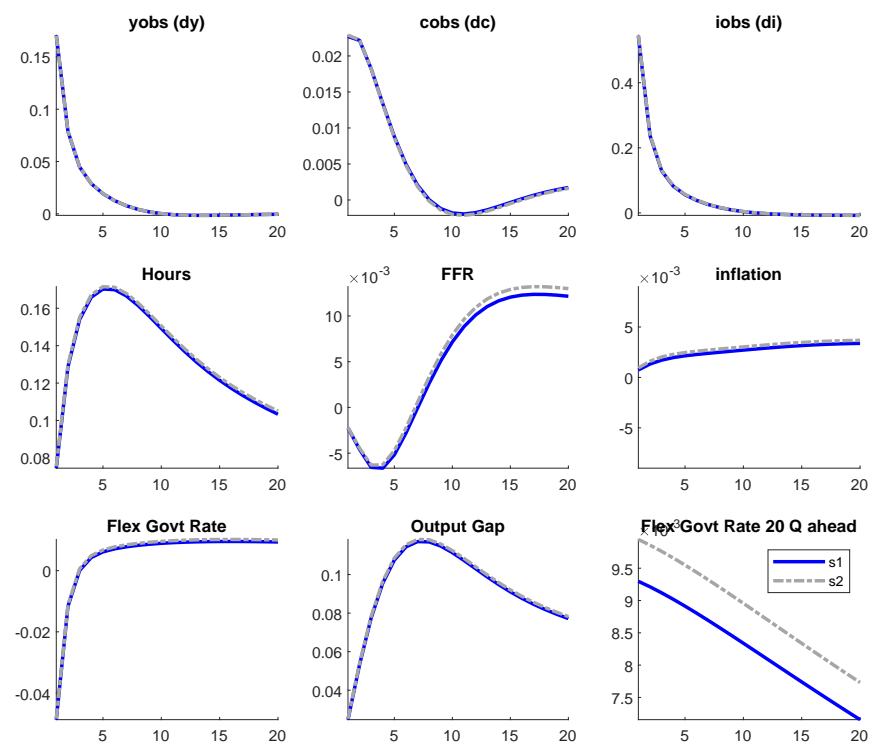 yobs (dy) cobs (dc) iobs (di)
0.15 0.1 0.05 0
0.02 0.015 0.01 0.005 0
0.4 0.2 0
5 10 15 20 5 10 15 20 5 10 15 20
Hours FFR inflation
0.16 0.14 0.12 0.1 0.08
×10⁻³ 10 5 0 -5
×10⁻³ 5 0 -5
5 10 15 20 5 10 15 20 5 10 15 20
Flex Govt Rate Output Gap Flex Govt Rate 20 Q ahead
0 -0.02 -0.04
0.1 0.08 0.06 0.04
×10⁻³ 9.5 9 8.5 8 7.5
s1
s2
5 10 15 20 5 10 15 20 5 10 15 20